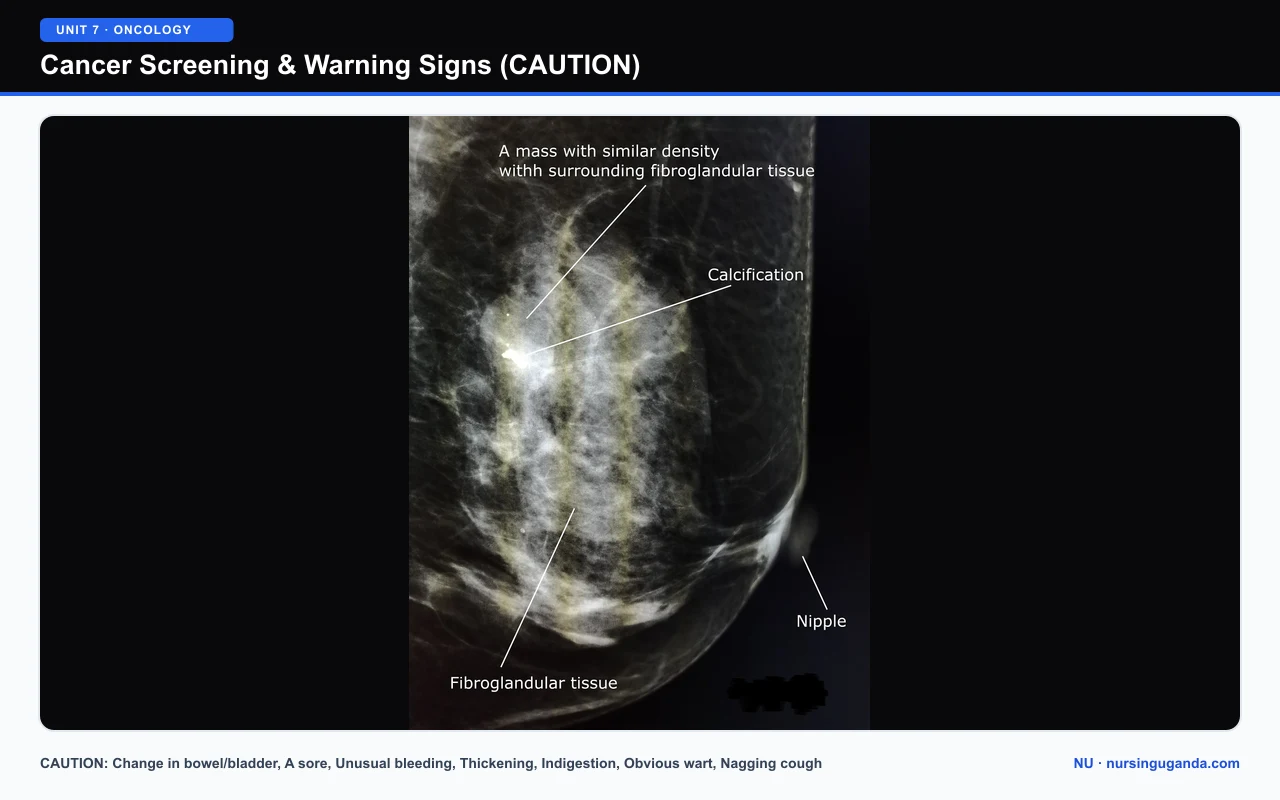 UNIT 7 · ONCOLOGY
Cancer Screening & Warning Signs (CAUTION)
A mass with similar density
withh surrounding fibroglandular tissue
Calcification
Nipple
Fibroglandular tissue
CAUTION: Change in bowel/bladder, A sore, Unusual bleeding, Thickening, Indigestion, Obvious wart, Nagging cough
NU · nursinguganda.com